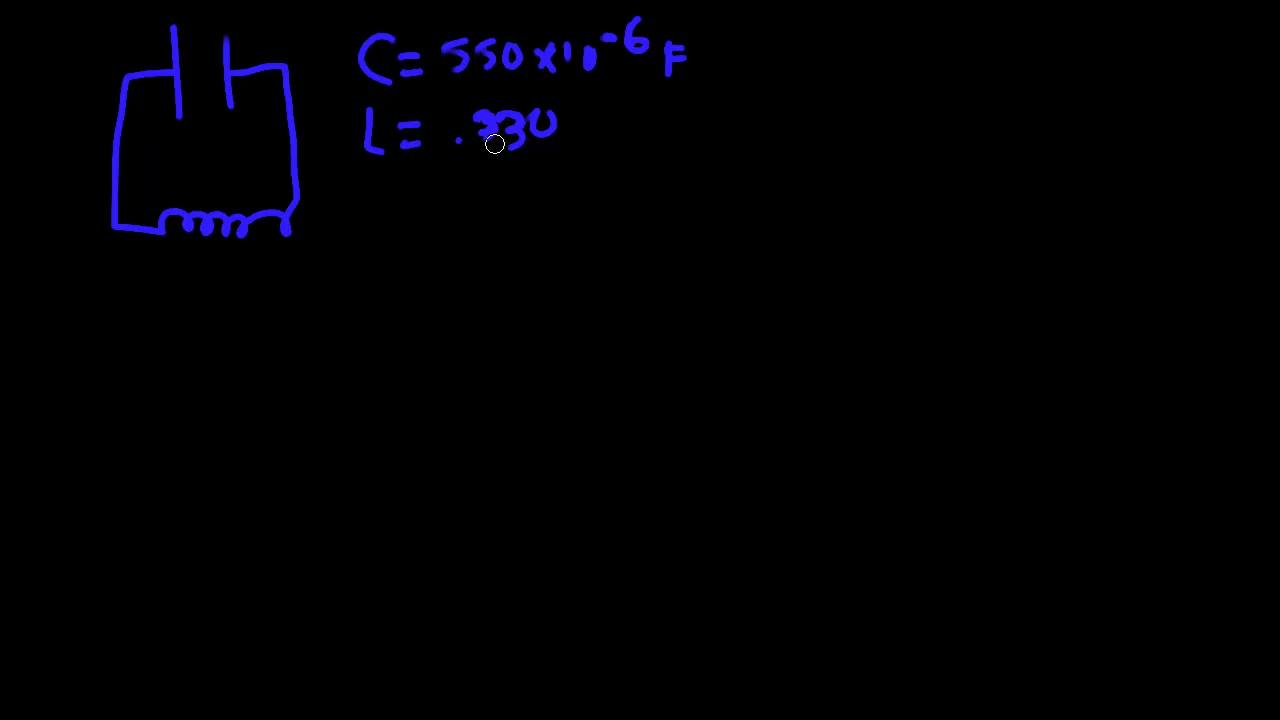 C = 550 x 10^-6 F
L = .330